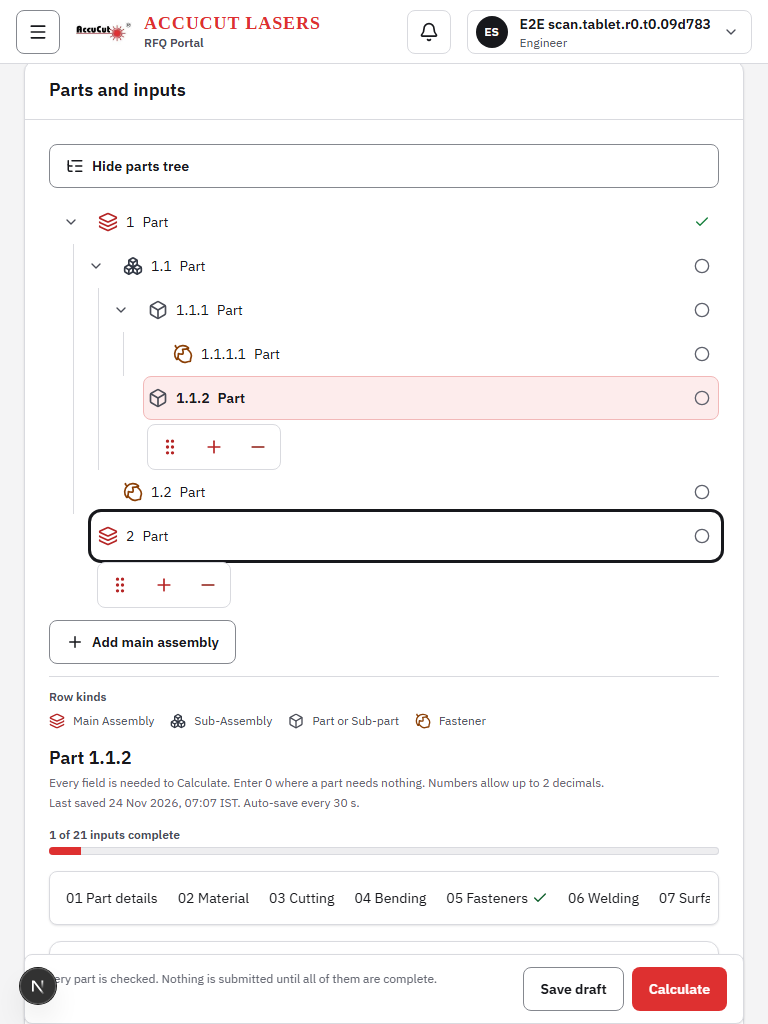 AccuCut
ACCUCUT LASERS
RFQ Portal
ES
E2E scan.tablet.r0.t0.09d783
Engineer
Parts and inputs
Hide parts tree
1 Part
1.1 Part
1.1.1 Part
1.1.1.1 Part
1.1.2 Part
1.2 Part
2 Part
Add main assembly
Row kinds
Main Assembly
Sub-Assembly
Part or Sub-part
Fastener
Part 1.1.2
Every field is needed to Calculate. Enter 0 where a part needs nothing. Numbers allow up to 2 decimals.
Last saved 24 Nov 2026, 07:07 IST. Auto-save every 30 s.
1 of 21 inputs complete
01 Part details
02 Material
03 Cutting
04 Bending
05 Fasteners
06 Welding
07 Surfa
ery part is checked. Nothing is submitted until all of them are complete.
Save draft
Calculate
N